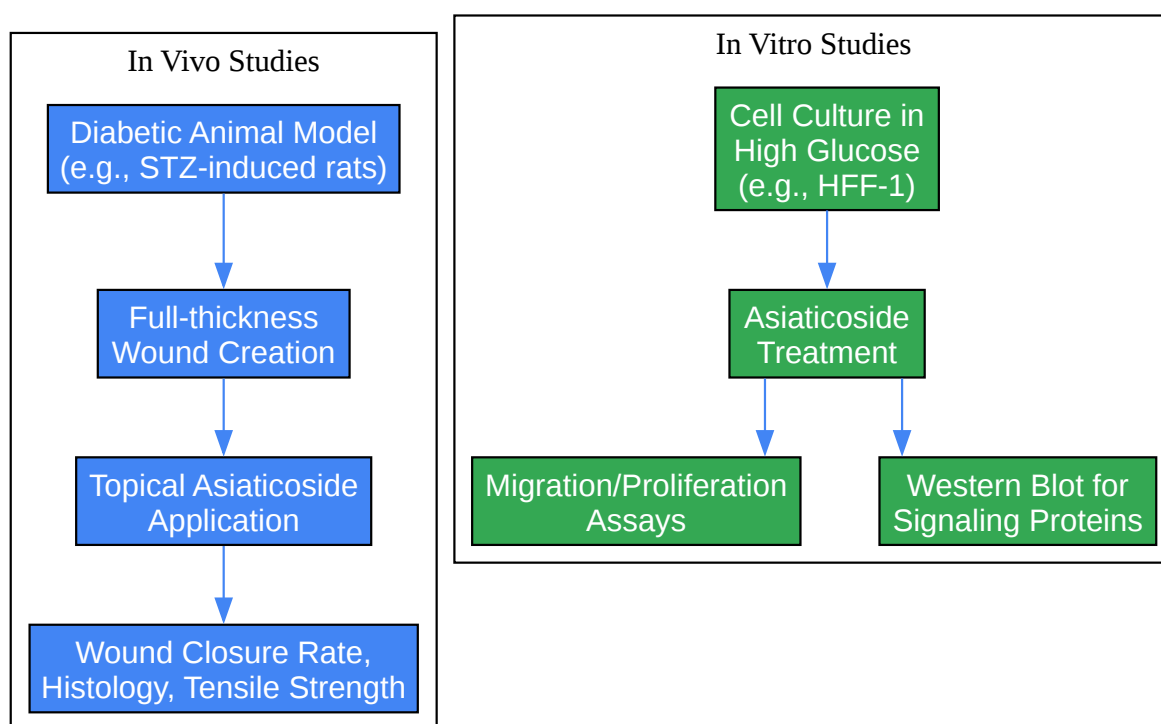 In Vivo Studies
Diabetic Animal Model
(e.g., STZ-induced rats)
Full-thickness
Wound Creation
Topical Asiaticoside
Application
Wound Closure Rate,
Histology, Tensile Strength
In Vitro Studies
Cell Culture in
High Glucose
(e.g., HFF-1)
Asiaticoside
Treatment
Migration/Proliferation
Assays
Western Blot for
Signaling Proteins